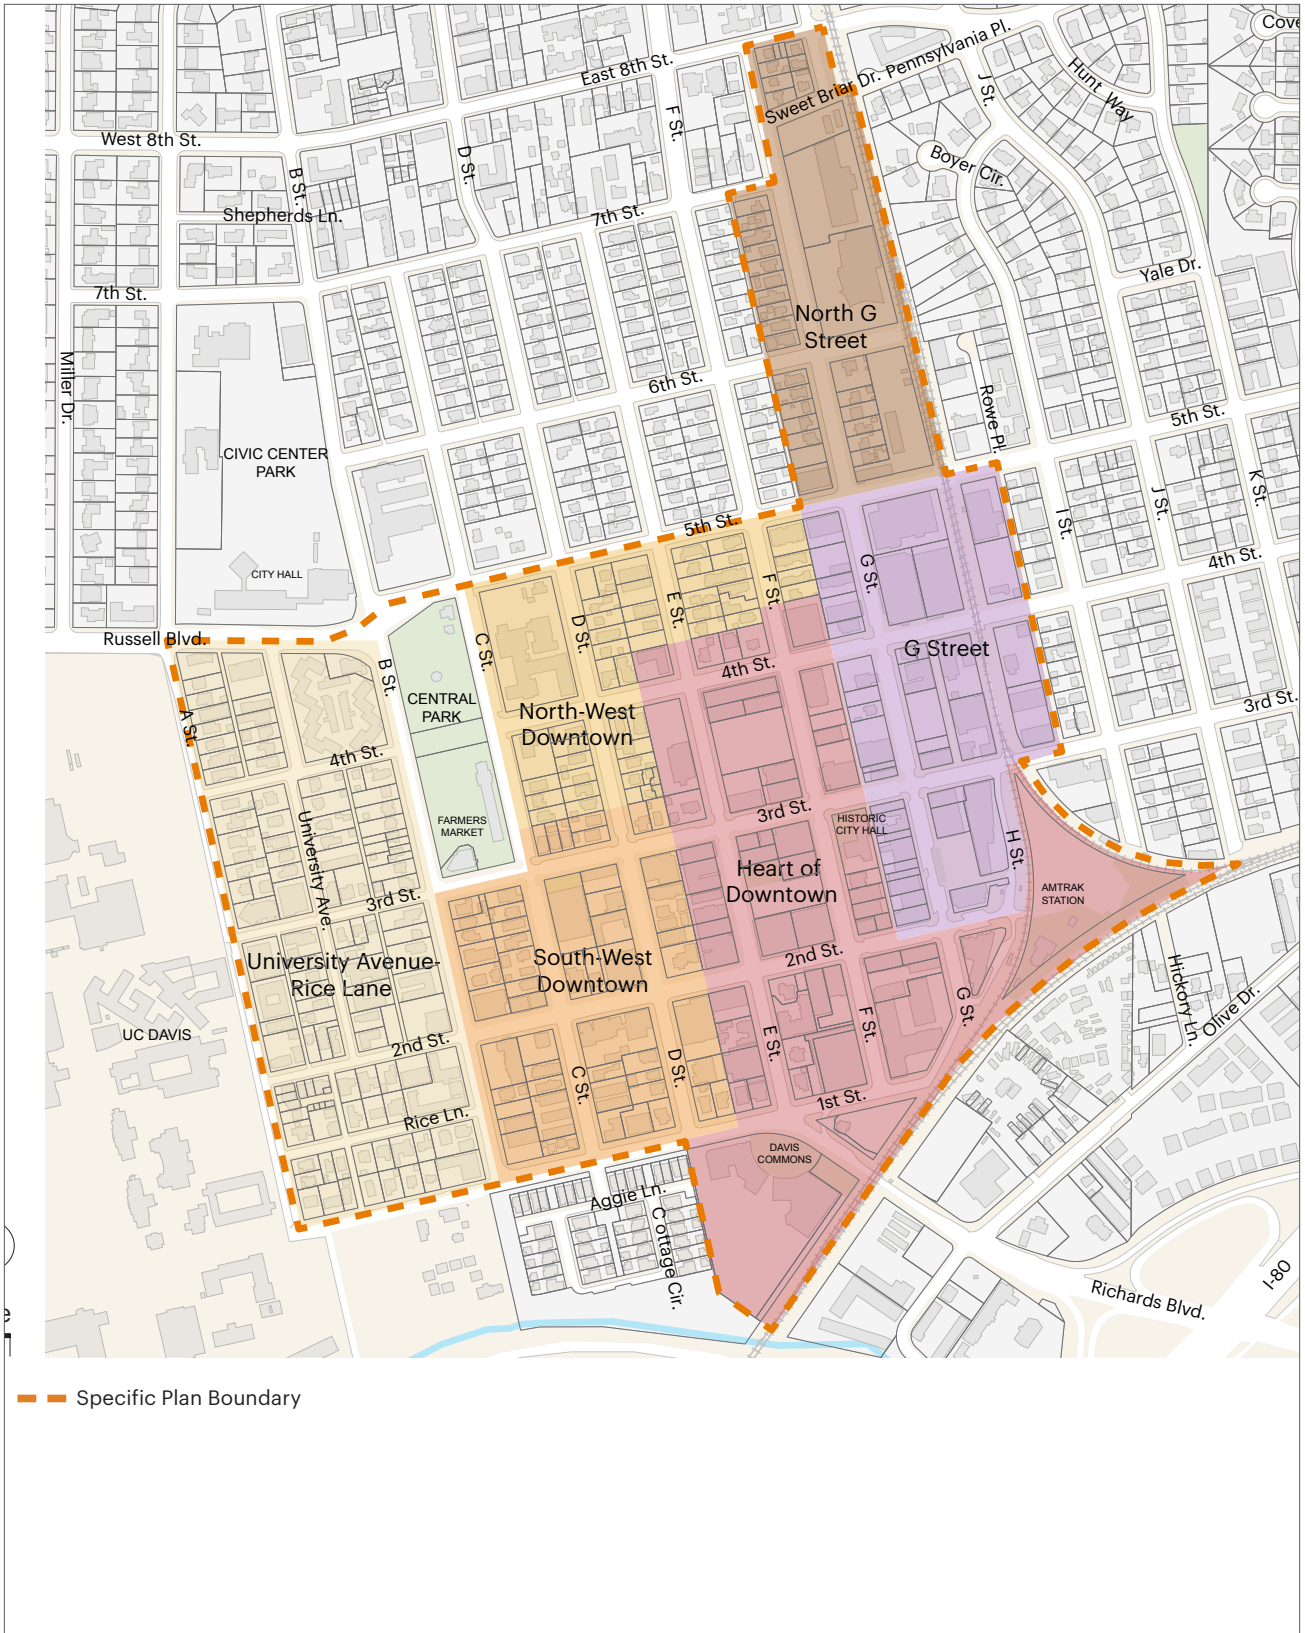 Cove
East 8th St.
Sweet Briar Dr.
Pennsylvania Pl.
J St.
Hunt Way
F St.
West 8th St.
D St.
B St.
Boyer Cir.
Shepherds Ln.
7th St.
Yale Dr.
7th St.
North G
Street
Miller Dr.
6th St.
Rowe Pl.
5th St.
CIVIC CENTER
PARK
K St.
J St.
I St.
5th St.
4th St.
CITY HALL
G St.
F St.
E St.
D St.
C St.
Russell Blvd.
B St.
G Street
4th St.
3rd St.
CENTRAL
PARK
North-West
Downtown
A St.
4th St.
3rd St.
FARMERS
MARKET
HISTORIC
CITY HALL
University Ave.
H St.
Heart of
Downtown
AMTRAK
STATION
3rd St.
2nd St.
University Avenue-
Rice Lane
South-West
Downtown
Hickory Ln.
Olive Dr.
G St.
F St.
E St.
UC DAVIS
2nd St.
D St.
C St.
1st St.
Rice Ln.
DAVIS
COMMONS
Aggie Ln.
Cottage Cir.
I-80
Richards Blvd.
e
Specific Plan Boundary